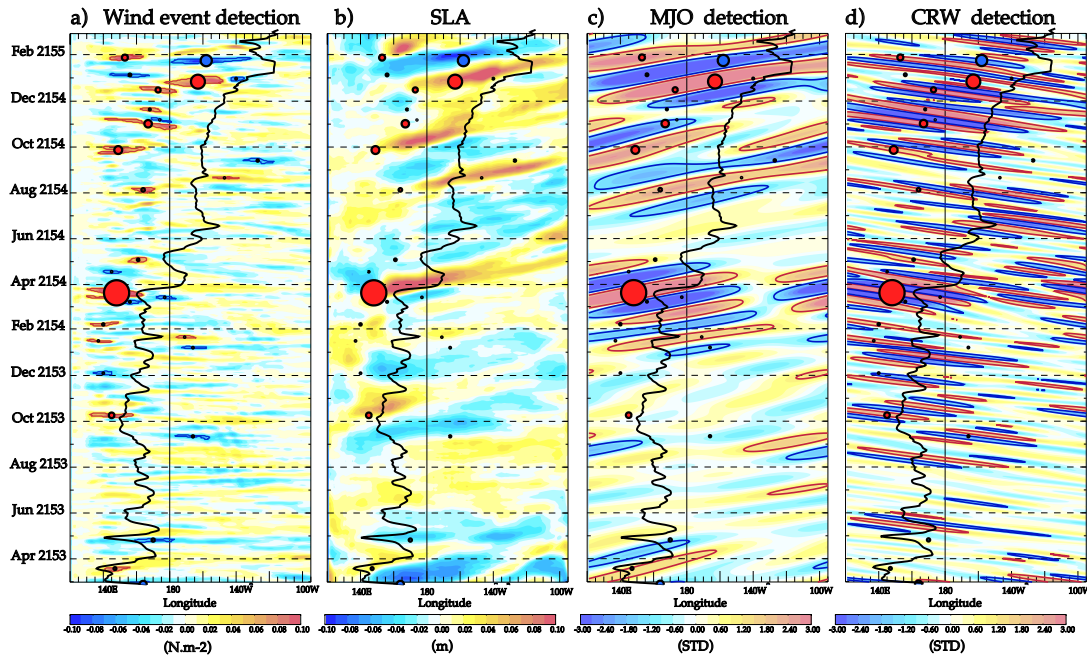 a) Wind event detection
b) SLA
c) MJO detection
d) CRW detection
Feb 2155
Dec 2154
Oct 2154
Aug 2154
Jun 2154
Apr 2154
Feb 2154
Dec 2153
Oct 2153
Aug 2153
Jun 2153
Apr 2153
140E 180 140W 100W
140E 180 140W 100W
140E 180 140W 100W
140E 180 140W 100W
Longitude Longitude Longitude Longitude
-0.10 -0.08 -0.06 -0.04 -0.02 0.00 0.02 0.04 0.06 0.08 0.10
-0.10 -0.08 -0.06 -0.04 -0.02 0.00 0.02 0.04 0.06 0.08 0.10
-3.00 -2.40 -1.80 -1.20 -0.60 0.00 0.60 1.20 1.80 2.40 3.00
-3.00 -2.40 -1.80 -1.20 -0.60 0.00 0.60 1.20 1.80 2.40 3.00
(N.m-2) (m) (STD) (STD)